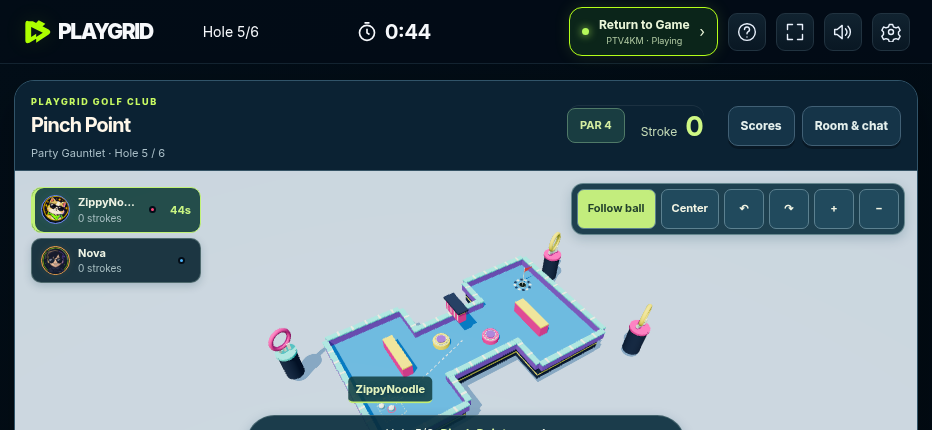 PLAYGRID
Hole 5/6
0:44
Return to Game
PTV4KM · Playing
PLAYGRID GOLF CLUB
Pinch Point
Party Gauntlet · Hole 5 / 6
PAR 4
Stroke 0
Scores
Room & chat
ZippyNo...
0 strokes
44s
Nova
0 strokes
Follow ball
Center
ZippyNoodle